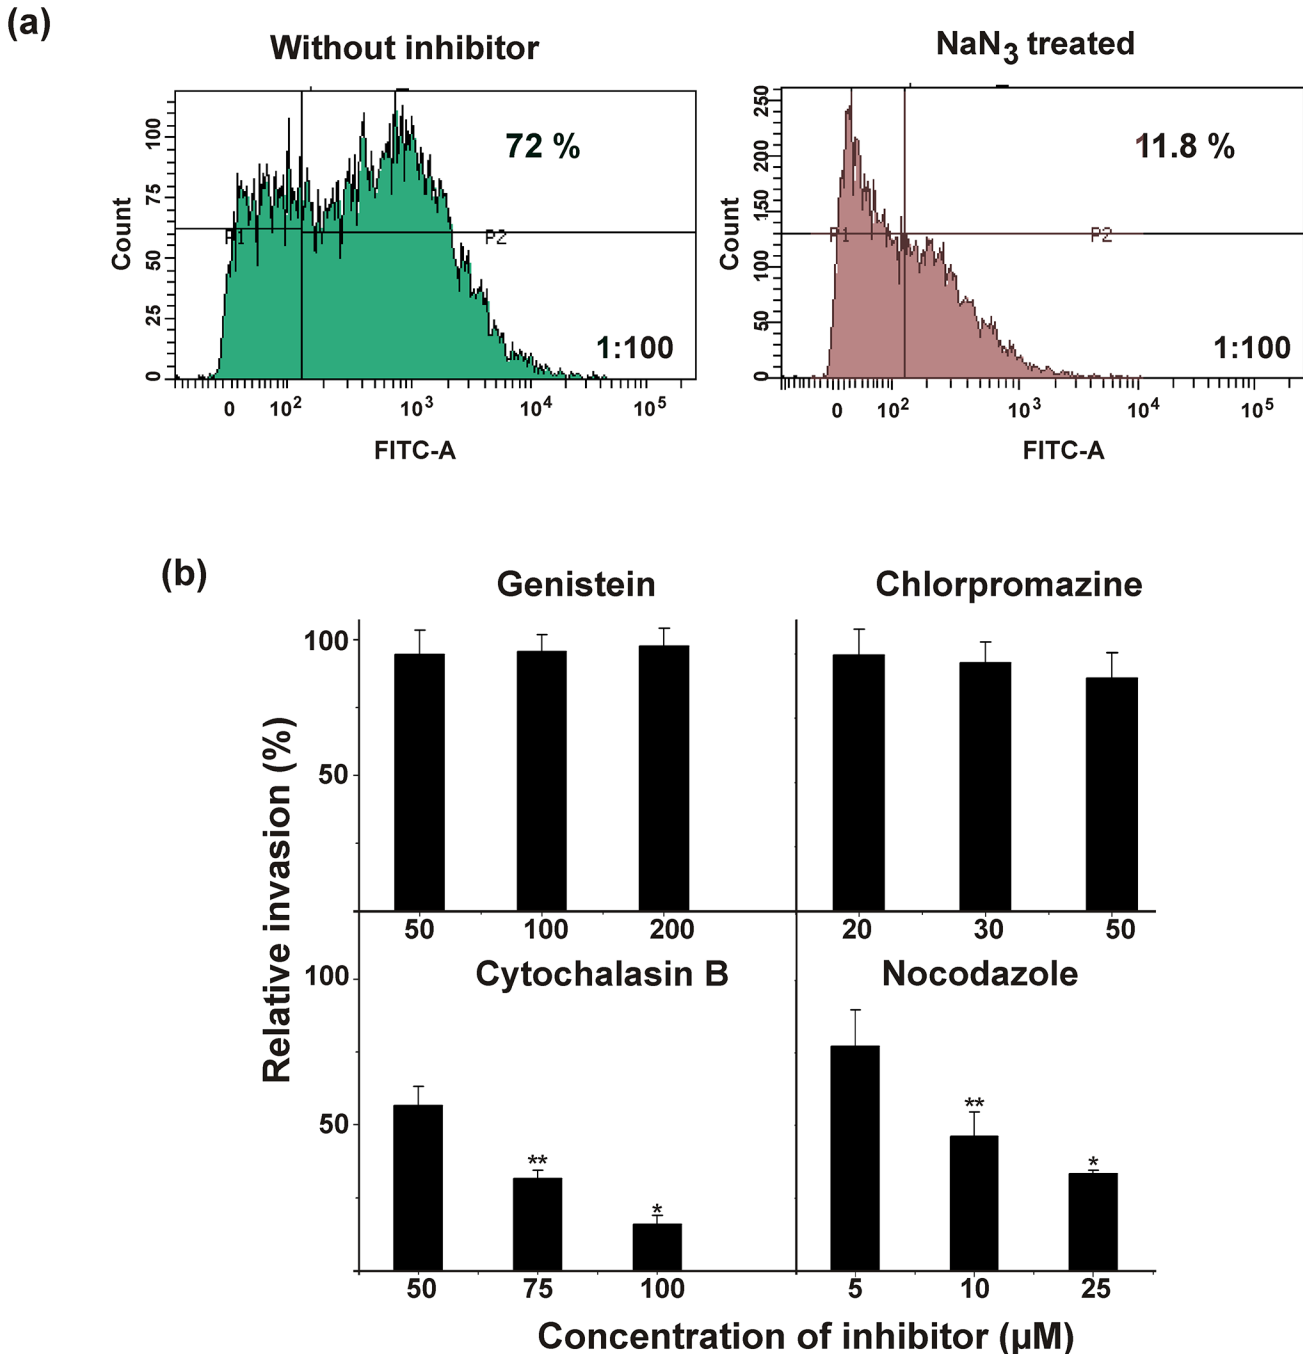 (a)
Without inhibitor
NaN3 treated
Count
100
75
50
25
0
72 %
P1
P2
1:100
0 10² 10³ 10⁴ 10⁵
FITC-A
Count
250
200
150
100
50
0
11.8 %
P1
P2
1:100
0 10² 10³ 10⁴ 10⁵
FITC-A
(b)
Relative invasion (%)
Genistein
100
50
50 100 200
Chlorpromazine
20 30 50
Cytochalasin B
100
50
**
*
50 75 100
Nocodazole
**
*
5 10 25
Concentration of inhibitor (µM)